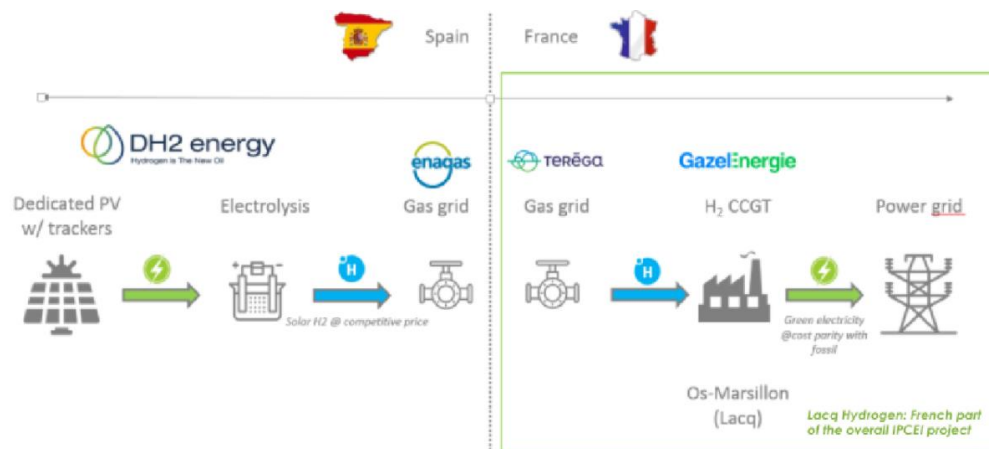 Spain
France
DH2 energy
Hydrogen is The New Oil
enagas
TERĒGA
GazelEnergie
Dedicated PV
w/ trackers
Electrolysis
Gas grid
Gas grid
H₂ CCGT
Power grid
H
H
Solar H2 @ competitive price
Green electricity
@cost parity with
fossil
Os-Marsillon
(Lacq)
Lacq Hydrogen: French part
of the overall IPCEI project